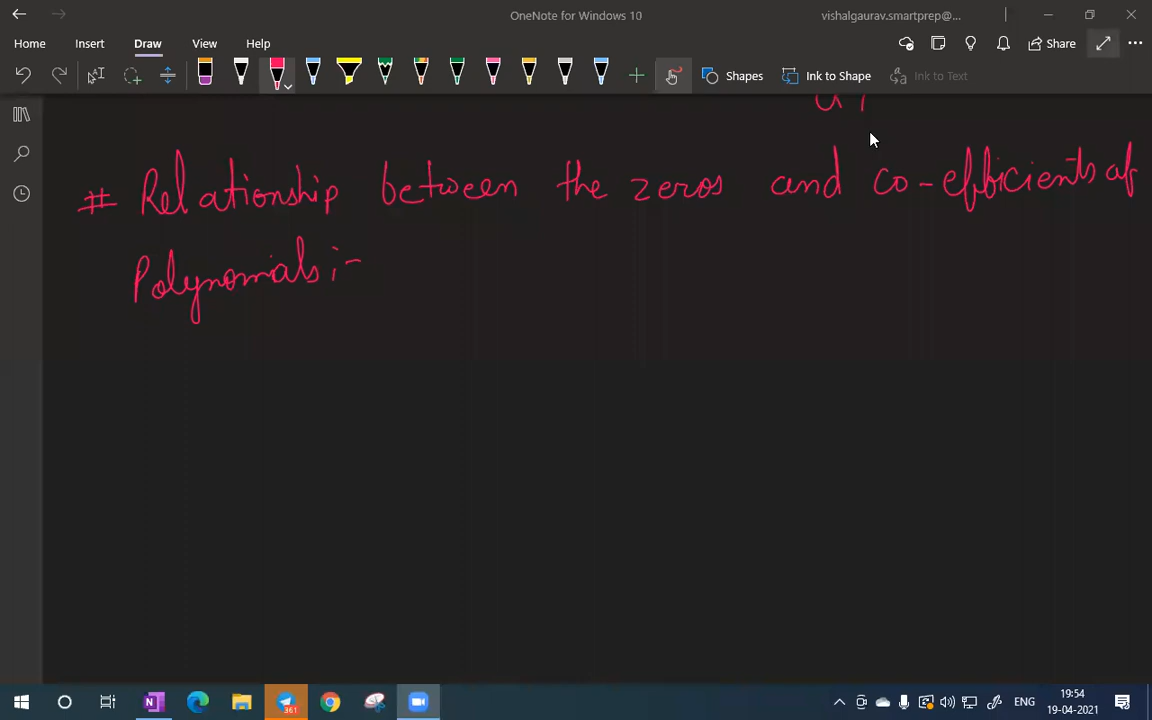 OneNote for Windows 10
vishalgaurav.smartprep@...
Home Insert Draw View Help
Share
Shapes
Ink to Shape
Ink to Text
# Relationship between the zeros and co-efficients of
Polynomials :-
N
361
ENG
19:54
19-04-2021